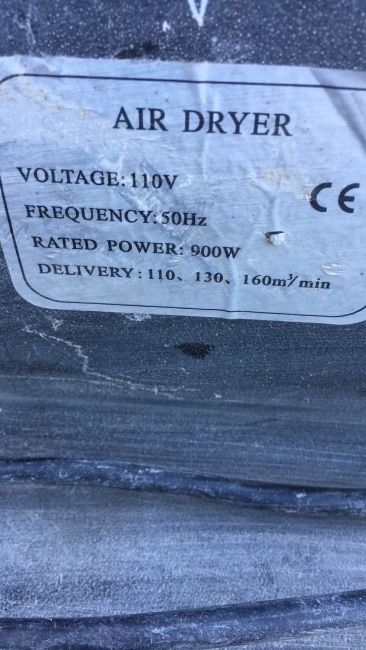 AIR DRYER
VOLTAGE:110V
CE
FREQUENCY:50Hz
RATED POWER: 900W
DELIVERY:110、130、160m³/min